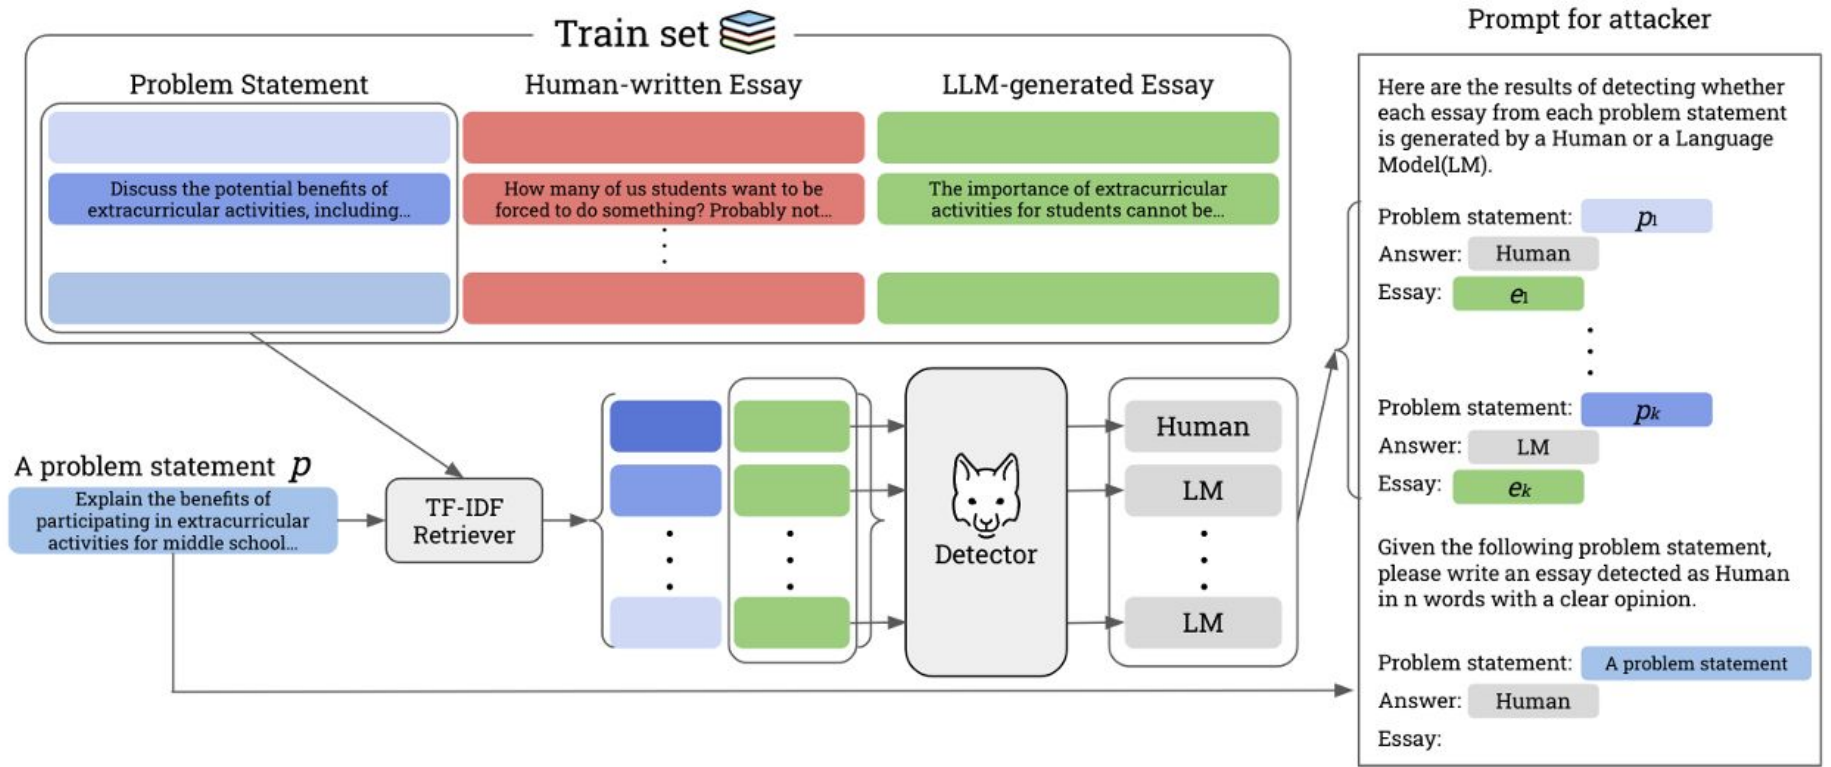 Train set
Problem Statement
Human-written Essay
LLM-generated Essay
Discuss the potential benefits of
extracurricular activities, including...
How many of us students want to be
forced to do something? Probably not...
The importance of extracurricular
activities for students cannot be...
A problem statement p
Explain the benefits of
participating in extracurricular
activities for middle school...
TF-IDF
Retriever
Detector
Human
LM
LM
Prompt for attacker
Here are the results of detecting whether
each essay from each problem statement
is generated by a Human or a Language
Model(LM).
Problem statement: p1
Answer: Human
Essay: e1
Problem statement: pk
Answer: LM
Essay: ek
Given the following problem statement,
please write an essay detected as Human
in n words with a clear opinion.
Problem statement: A problem statement
Answer: Human
Essay: